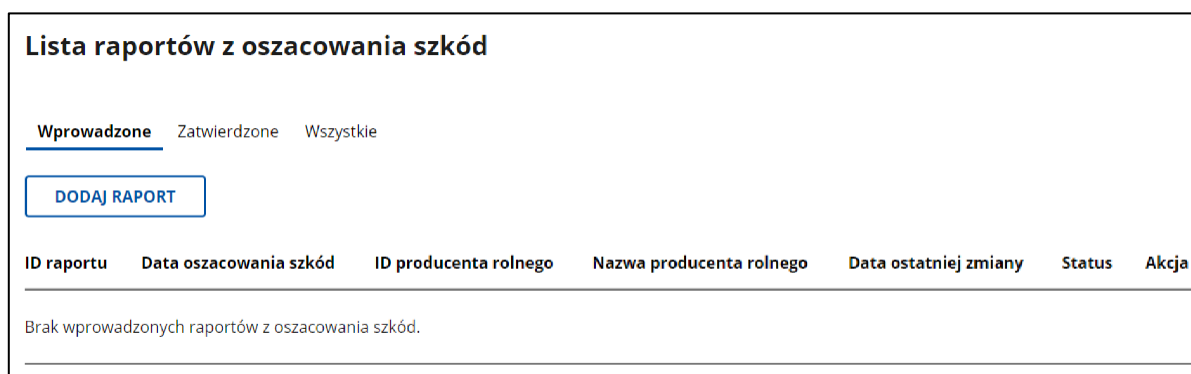 Lista raportów z oszacowania szkód
Wprowadzone Zatwierdzone Wszystkie
DODAJ RAPORT
ID raportu Data oszacowania szkód ID producenta rolnego Nazwa producenta rolnego Data ostatniej zmiany Status Akcja
Brak wprowadzonych raportów z oszacowania szkód.